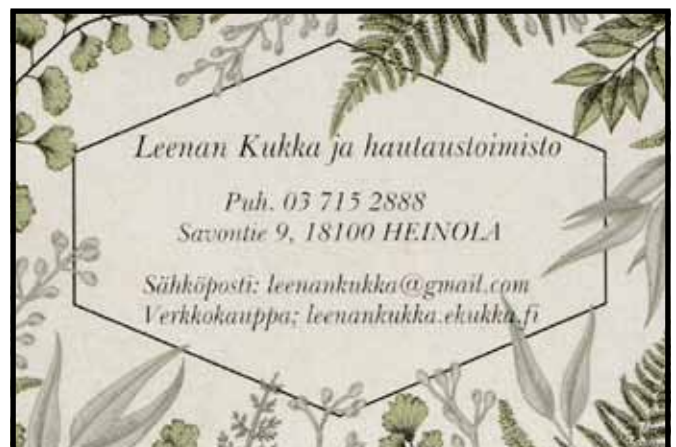 Leenan Kukka ja hautaustoimisto
Puh. 03 715 2888
Savontie 9, 18100 HEINOLA
Sähköposti: leenankukka@gmail.com
Verkkokauppa; leenankukka.ekukka.fi